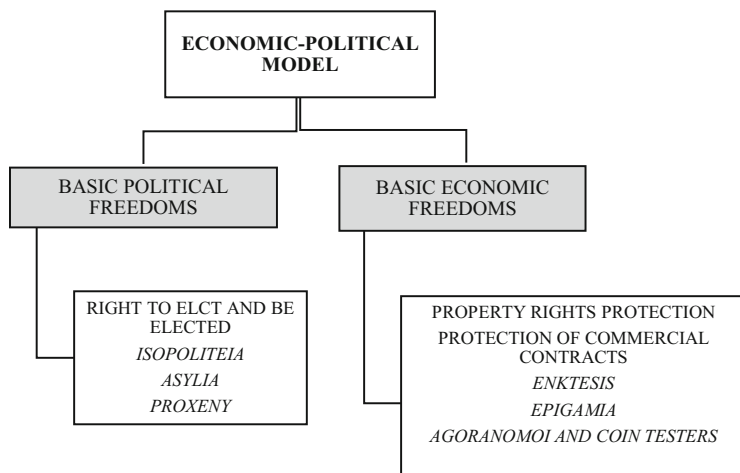 ECONOMIC-POLITICAL
MODEL
BASIC POLITICAL
FREEDOMS
BASIC ECONOMIC
FREEDOMS
RIGHT TO ELCT AND BE
ELECTED
ISOPOLITEIA
ASYLIA
PROXENY
PROPERTY RIGHTS PROTECTION
PROTECTION OF COMMERCIAL
CONTRACTS
ENKTESIS
EPIGAMIA
AGORANOMOI AND COIN TESTERS